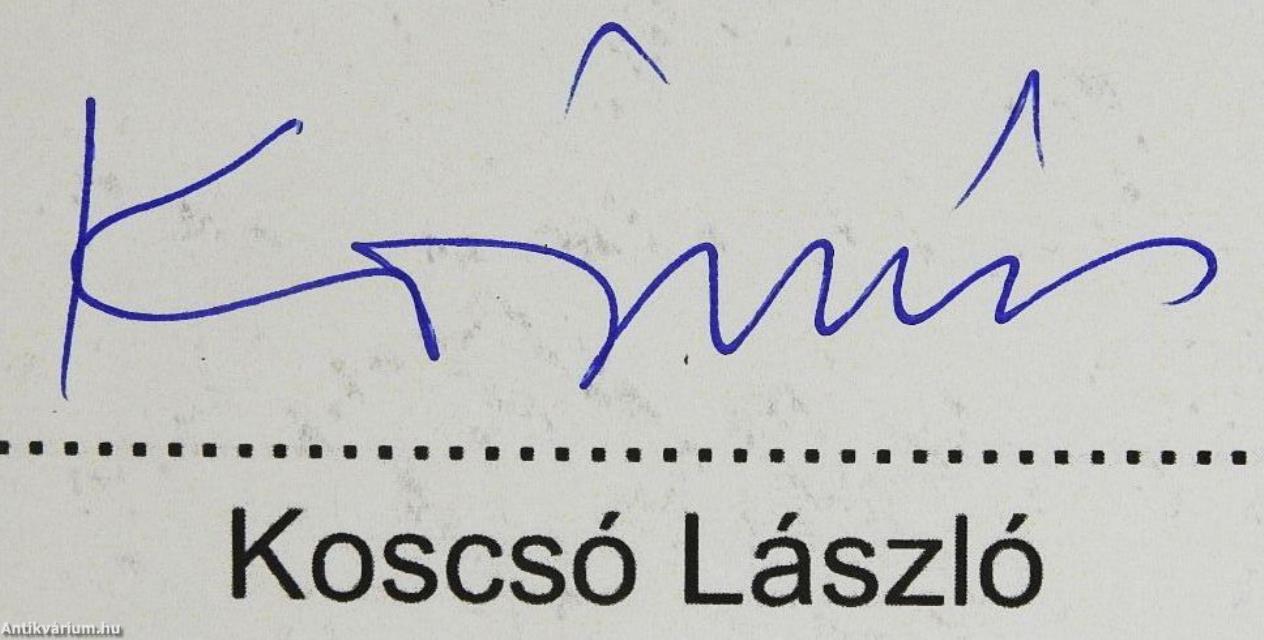 Koscsó László
Antikvárium.hu